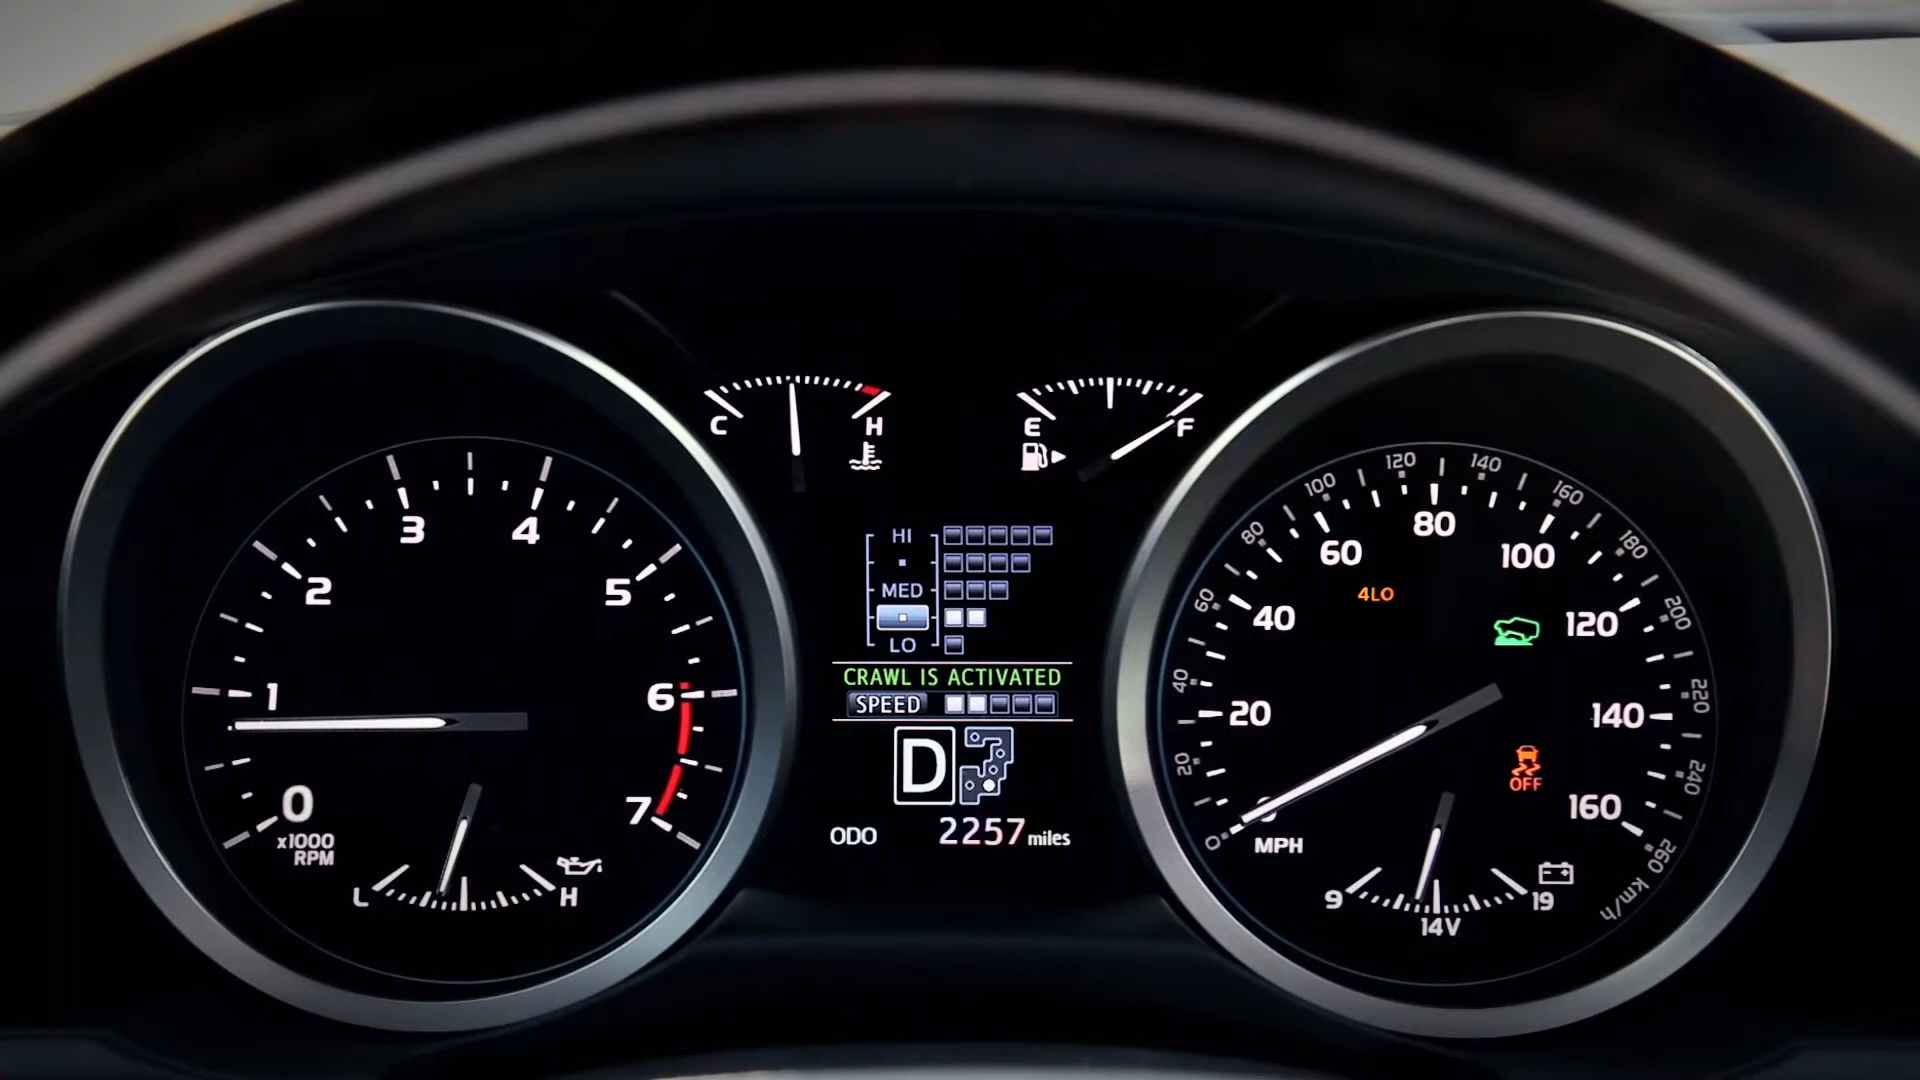 C
H
E
F
0
1
2
3
4
5
6
7
x1000
RPM
L
H
HI
MED
LO
CRAWL IS ACTIVATED
SPEED
D
ODO 2257 miles
20
40
60
80
100
120
140
160
MPH
0
20
40
60
80
100
120
140
160
180
200
220
240
260
km/h
4LO
OFF
9
14V
19